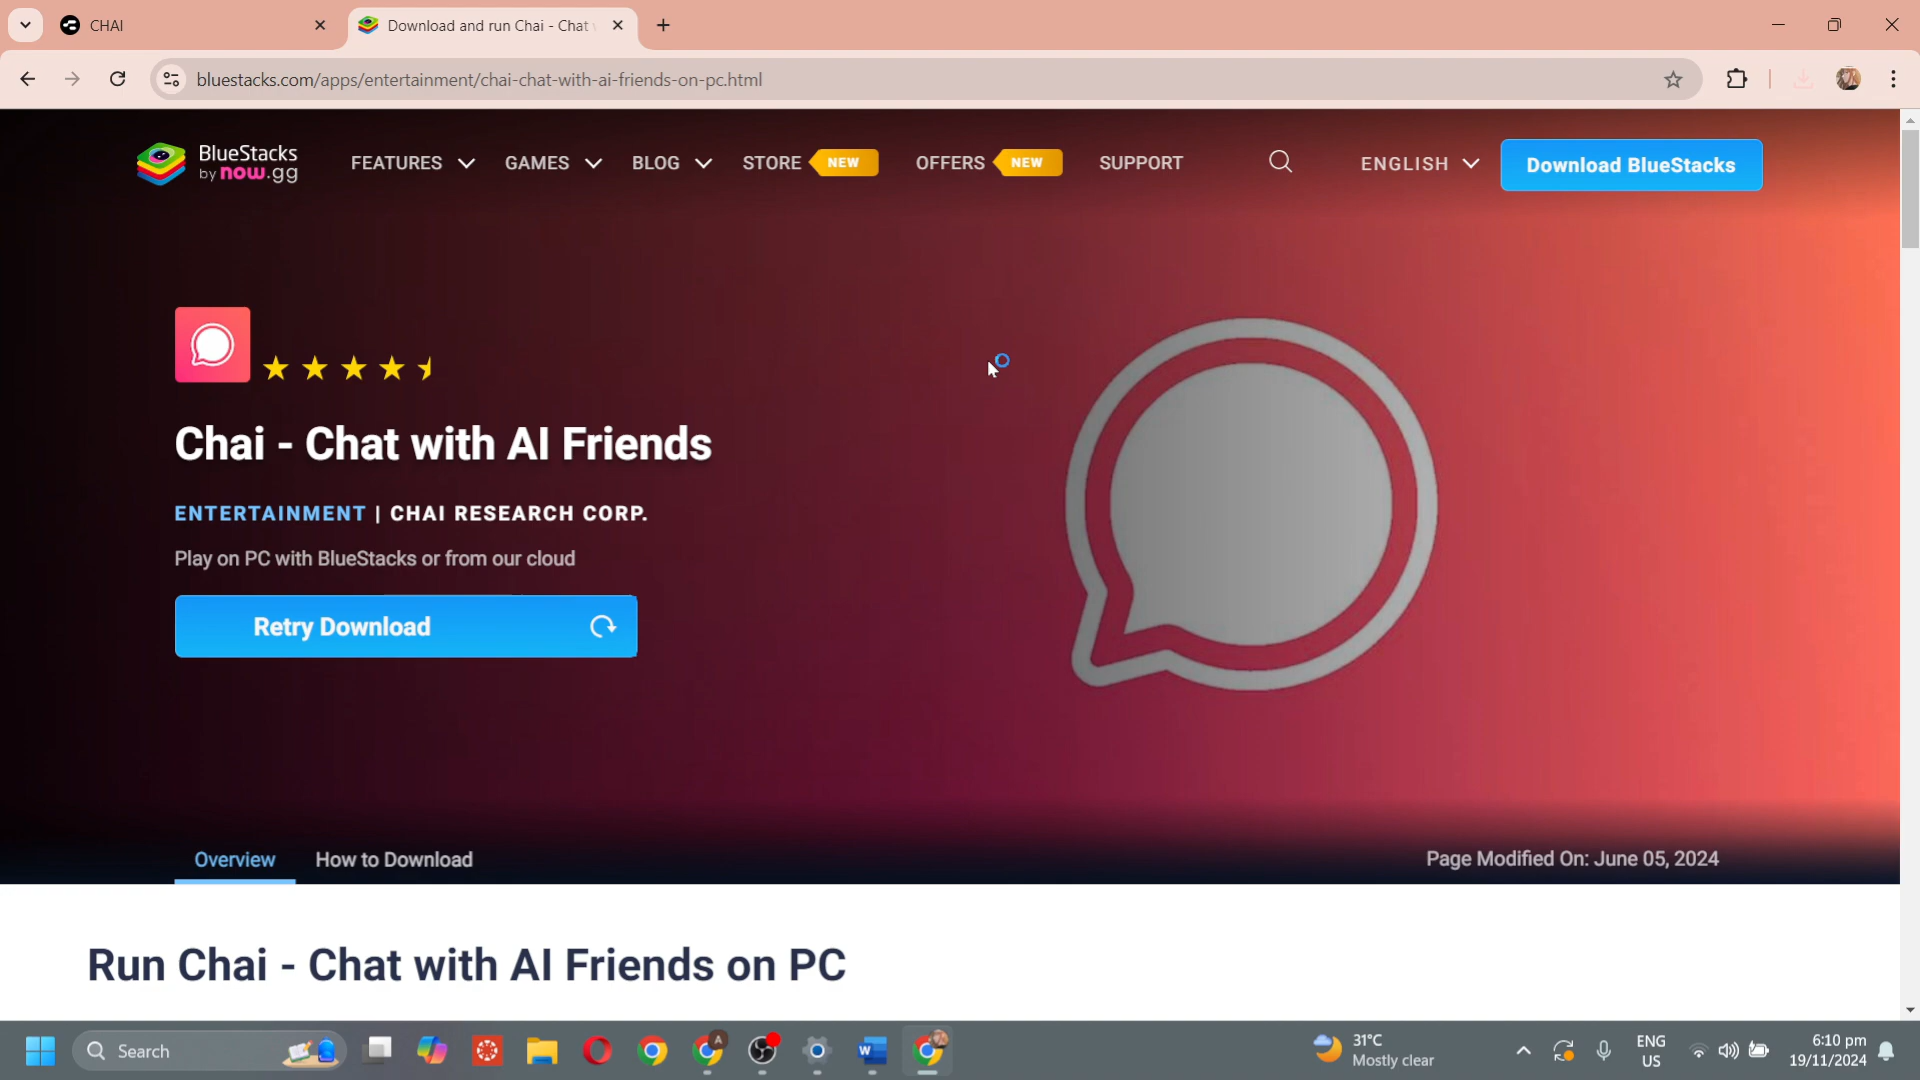 CHAI
Download and run Chai - Chat
bluestacks.com/apps/entertainment/chai-chat-with-ai-friends-on-pc.html
BlueStacks
by now.gg
FEATURES
GAMES
BLOG
STORE NEW
OFFERS NEW
SUPPORT
ENGLISH
Download BlueStacks
Chai - Chat with AI Friends
ENTERTAINMENT | CHAI RESEARCH CORP.
Play on PC with BlueStacks or from our cloud
Retry Download
Overview
How to Download
Page Modified On: June 05, 2024
Run Chai - Chat with AI Friends on PC
Search
31°C
Mostly clear
ENG
US
6:10 pm
19/11/2024